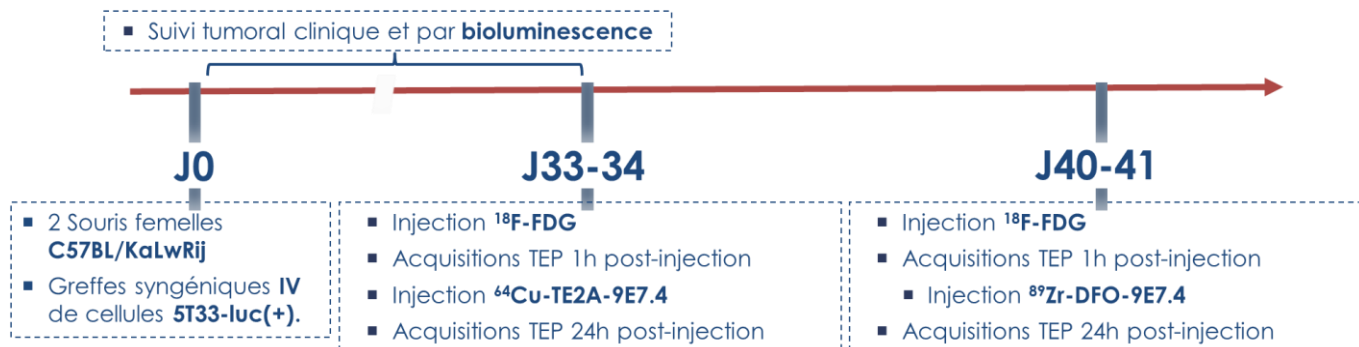 ▪ Suivi tumoral clinique et par bioluminescence
J0
J33-34
J40-41
▪ 2 Souris femelles
C57BL/KaLwRij
▪ Greffes syngéniques IV
de cellules 5T33-luc(+).
▪ Injection ¹⁸F-FDG
▪ Acquisitions TEP 1h post-injection
▪ Injection ⁶⁴Cu-TE2A-9E7.4
▪ Acquisitions TEP 24h post-injection
▪ Injection ¹⁸F-FDG
▪ Acquisitions TEP 1h post-injection
▪ Injection ⁸⁹Zr-DFO-9E7.4
▪ Acquisitions TEP 24h post-injection